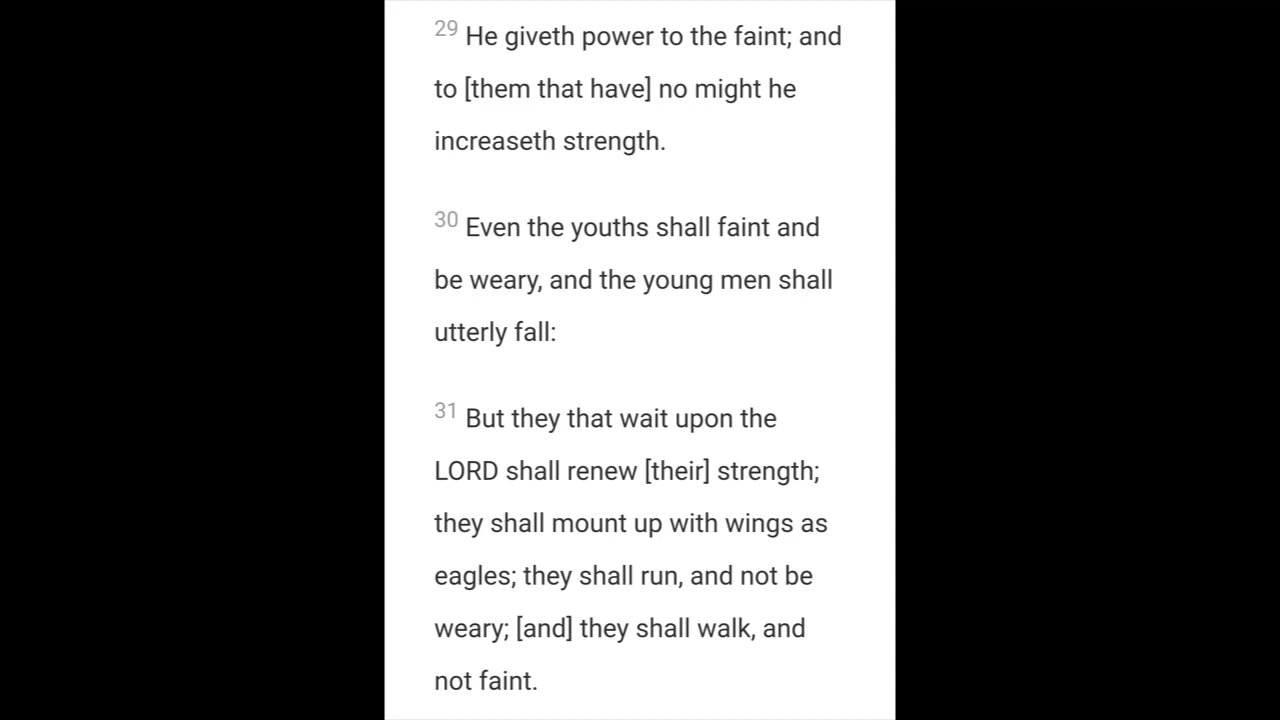 29 He giveth power to the faint; and
to [them that have] no might he
increaseth strength.
30 Even the youths shall faint and
be weary, and the young men shall
utterly fall:
31 But they that wait upon the
LORD shall renew [their] strength;
they shall mount up with wings as
eagles; they shall run, and not be
weary; [and] they shall walk, and
not faint.